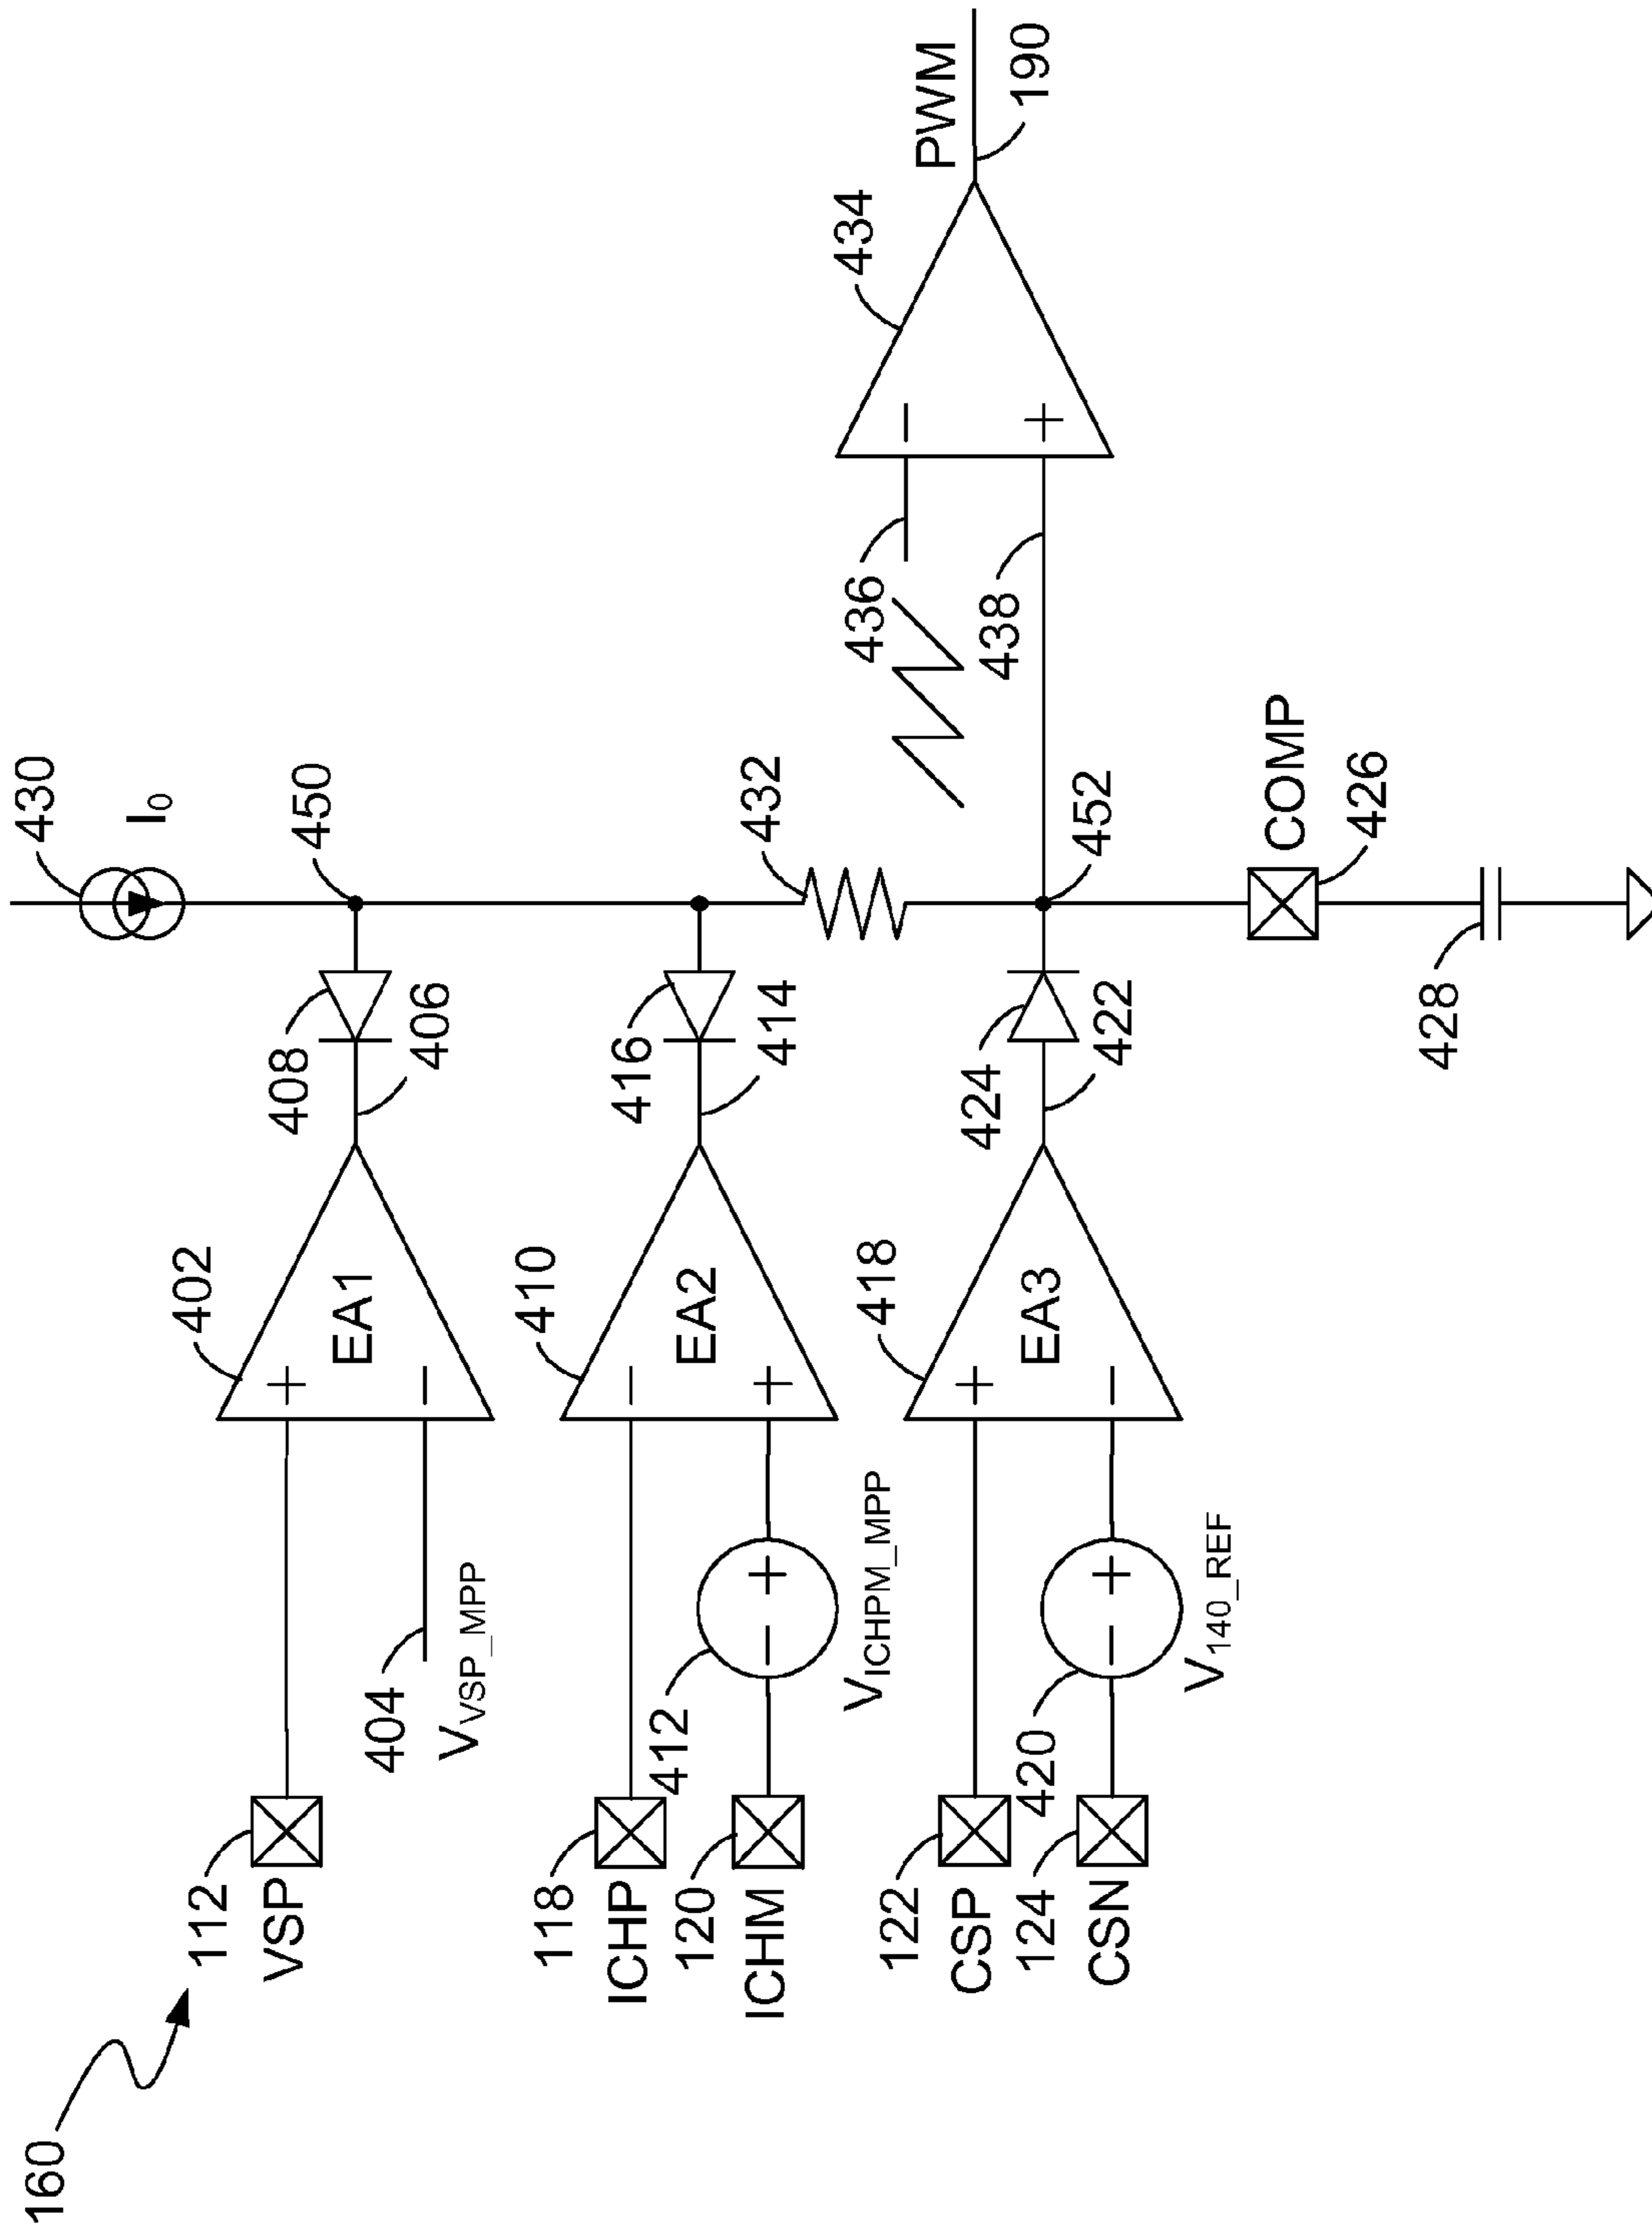 160
112
VSP
404
V_VSP_MPP
402
+
−
EA1
408
406
430
I₀
450
118
ICHP
120
ICHM
412
− +
V_ICHPM_MPP
410
−
+
EA2
416
414
432
122
CSP
124
CSN
420
− +
V_140_REF
418
+
−
EA3
424
422
452
436
438
−
+
434
PWM
190
COMP
426
428